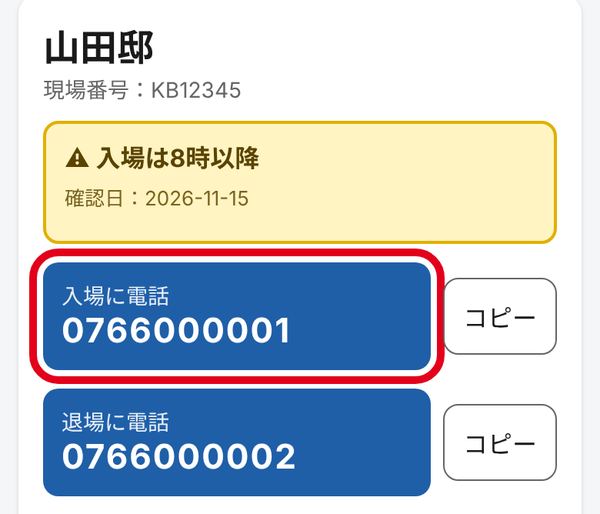 山田邸
現場番号：KB12345
⚠ 入場は8時以降
確認日：2026-11-15
入場に電話
0766000001
コピー
退場に電話
0766000002
コピー